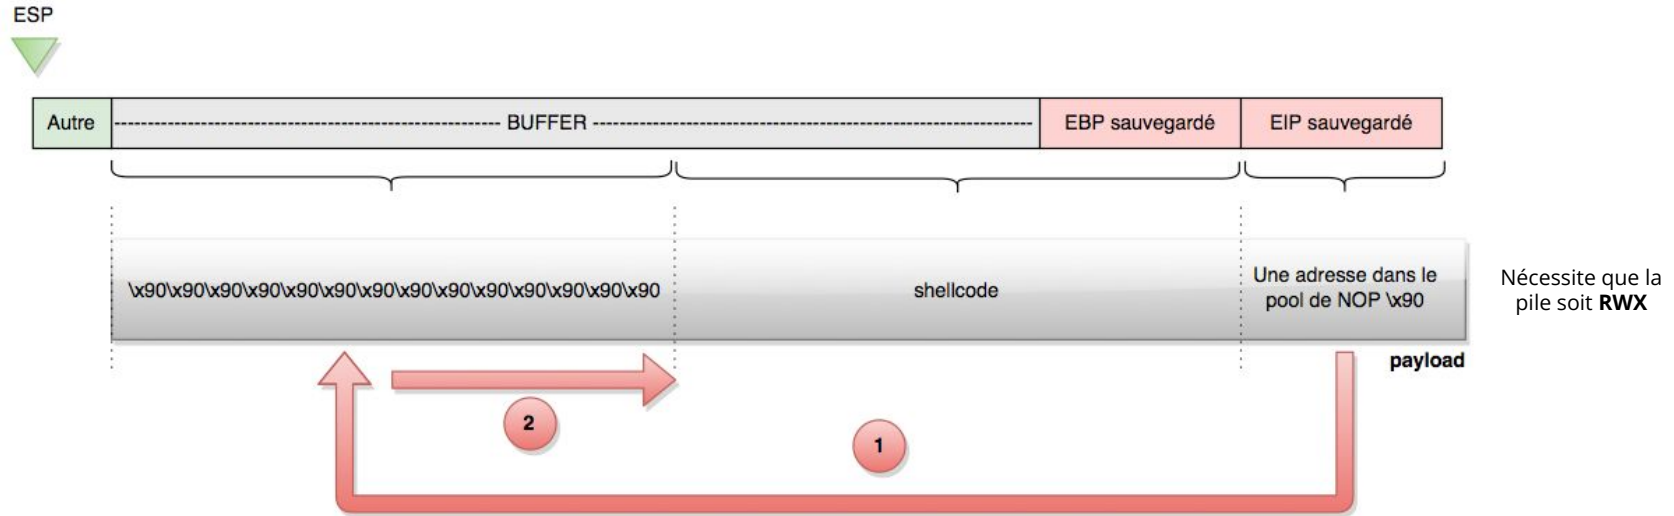 ESP
Autre
---------------------------------------------------- BUFFER ------------------------------------------------------------
EBP sauvegardé
EIP sauvegardé
\x90\x90\x90\x90\x90\x90\x90\x90\x90\x90\x90\x90\x90\x90
shellcode
Une adresse dans le
pool de NOP \x90
Nécessite que la
pile soit RWX
payload
2
1